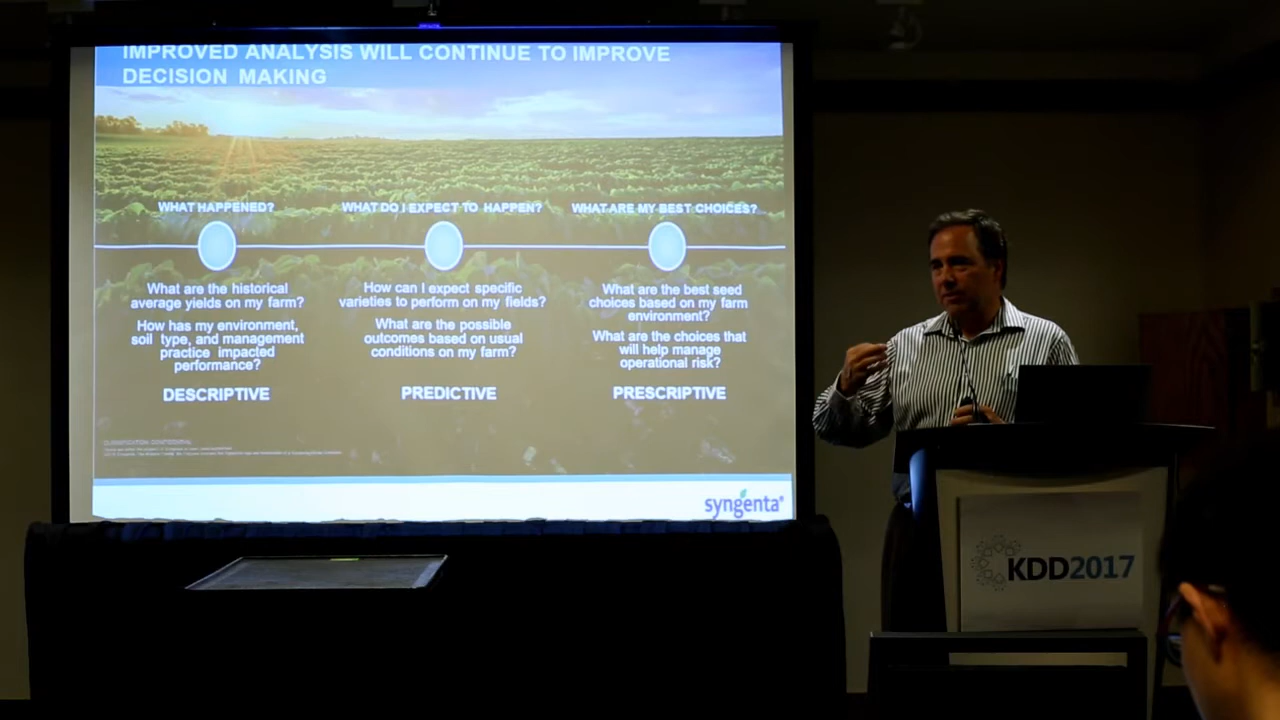 IMPROVED ANALYSIS WILL CONTINUE TO IMPROVE
DECISION MAKING
WHAT HAPPENED?
What are the historical
average yields on my farm?
How has my environment,
soil type, and management
practice impacted
performance?
DESCRIPTIVE
WHAT DO I EXPECT TO HAPPEN?
How can I expect specific
varieties to perform on my fields?
What are the possible
outcomes based on usual
conditions on my farm?
PREDICTIVE
WHAT ARE MY BEST CHOICES?
What are the best seed
choices based on my farm
environment?
What are the choices that
will help manage
operational risk?
PRESCRIPTIVE
CLASSIFICATION: CONFIDENTIAL
syngenta®
KDD2017